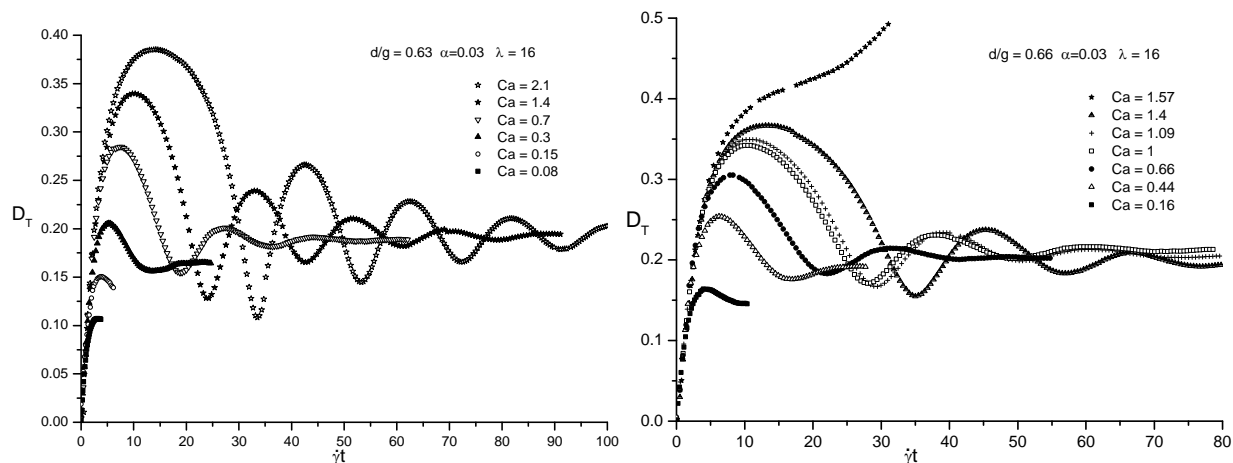 d/g = 0.63 α=0.03 λ = 16
Ca = 2.1
Ca = 1.4
Ca = 0.7
Ca = 0.3
Ca = 0.15
Ca = 0.08
0.40
0.35
0.30
0.25
0.20
0.15
0.10
0.05
0.00
D_T
0 10 20 30 40 50 60 70 80 90 100
γ̇t
d/g = 0.66 α=0.03 λ = 16
Ca = 1.57
Ca = 1.4
Ca = 1.09
Ca = 1
Ca = 0.66
Ca = 0.44
Ca = 0.16
0.5
0.4
0.3
0.2
0.1
0.0
D_T
0 10 20 30 40 50 60 70 80
γ̇t